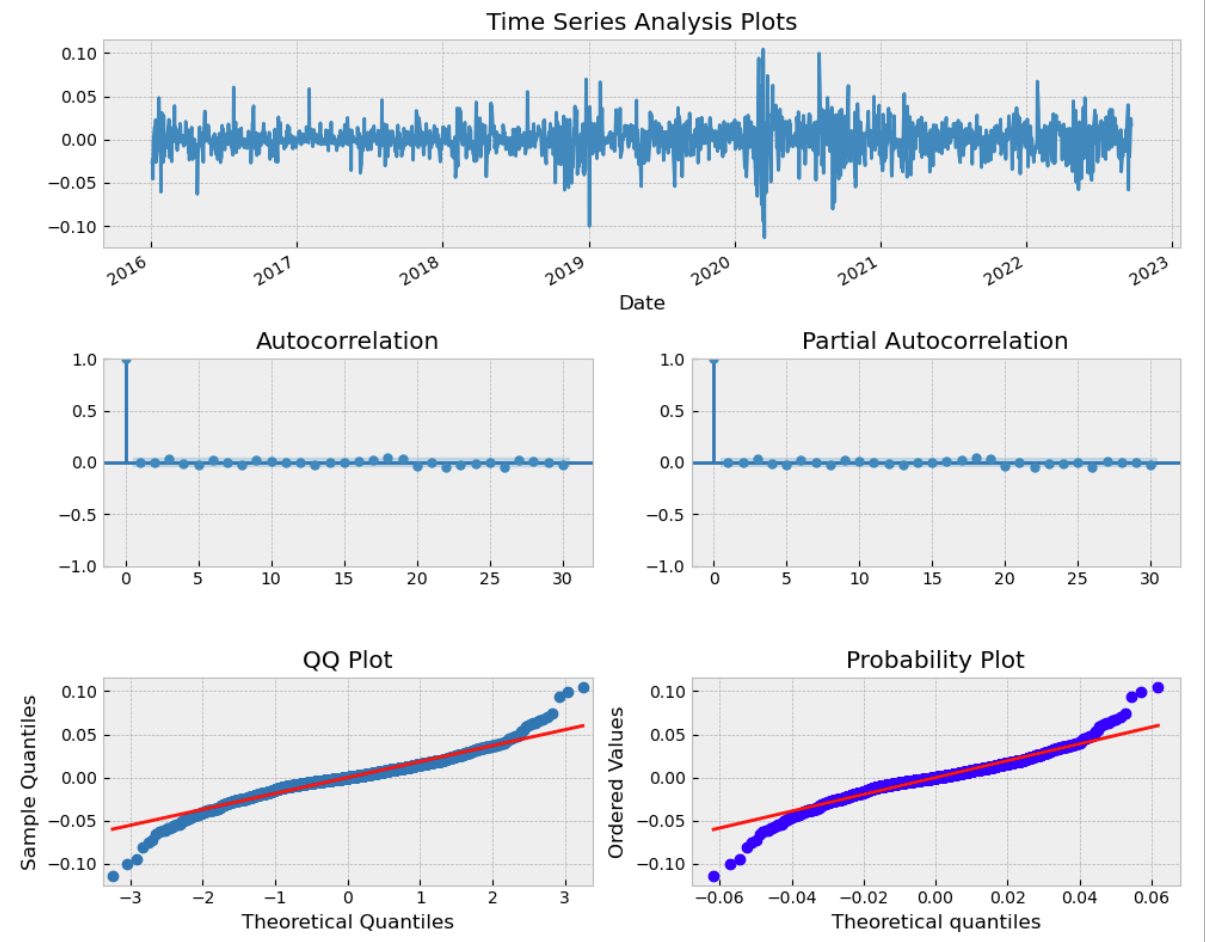 Time Series Analysis Plots
0.10
0.05
0.00
−0.05
−0.10
2016 2017 2018 2019 2020 2021 2022 2023
Date
Autocorrelation
1.0
0.5
0.0
−0.5
−1.0
0 5 10 15 20 25 30
Partial Autocorrelation
1.0
0.5
0.0
−0.5
−1.0
0 5 10 15 20 25 30
QQ Plot
Sample Quantiles
0.10
0.05
0.00
−0.05
−0.10
−3 −2 −1 0 1 2 3
Theoretical Quantiles
Probability Plot
Ordered Values
0.10
0.05
0.00
−0.05
−0.10
−0.06 −0.04 −0.02 0.00 0.02 0.04 0.06
Theoretical quantiles